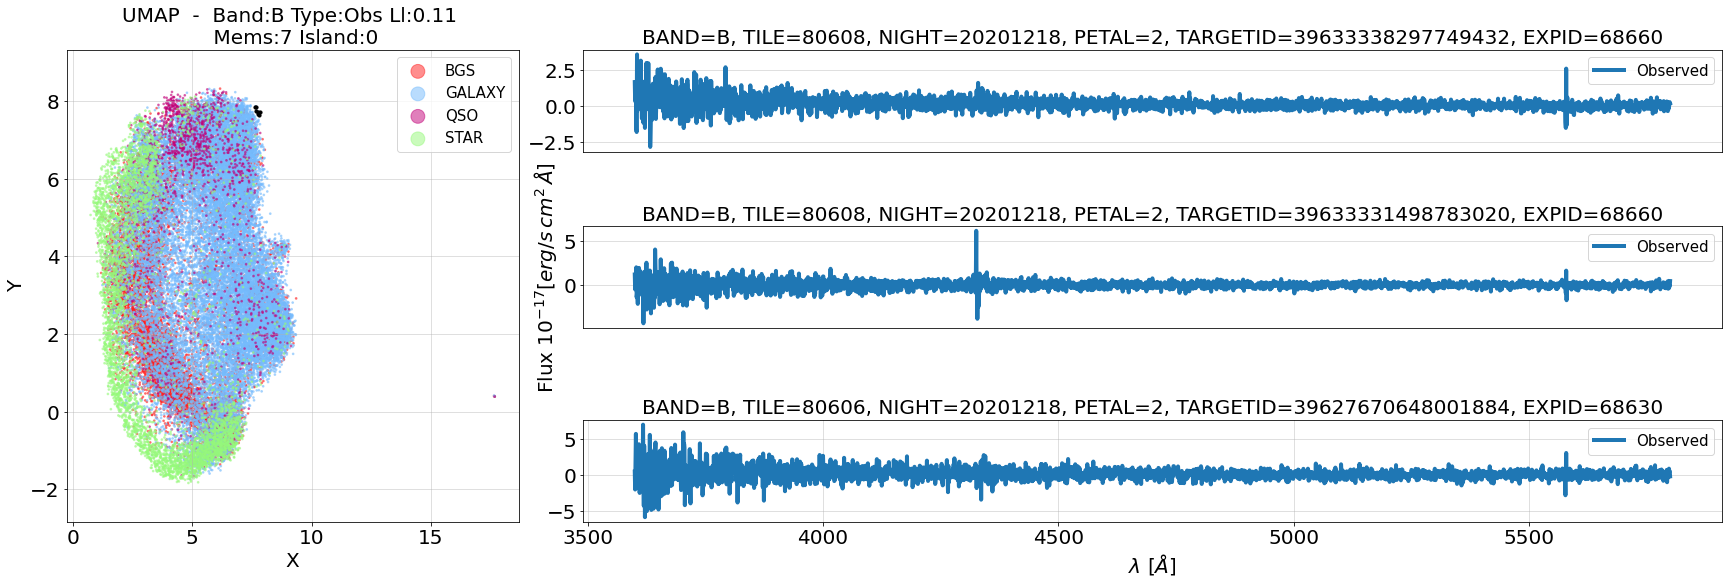 UMAP - Band:B Type:Obs Ll:0.11
Mems:7 Island:0
BGS
GALAXY
QSO
STAR
8
6
4
2
0
−2
Y
0
5
10
15
X
BAND=B, TILE=80608, NIGHT=20201218, PETAL=2, TARGETID=39633338297749432, EXPID=68660
Observed
2.5
0.0
−2.5
BAND=B, TILE=80608, NIGHT=20201218, PETAL=2, TARGETID=39633331498783020, EXPID=68660
Observed
5
0
Flux 10⁻¹⁷[erg/s cm² Å]
BAND=B, TILE=80606, NIGHT=20201218, PETAL=2, TARGETID=39627670648001884, EXPID=68630
Observed
5
0
−5
3500
4000
4500
5000
5500
λ [Å]